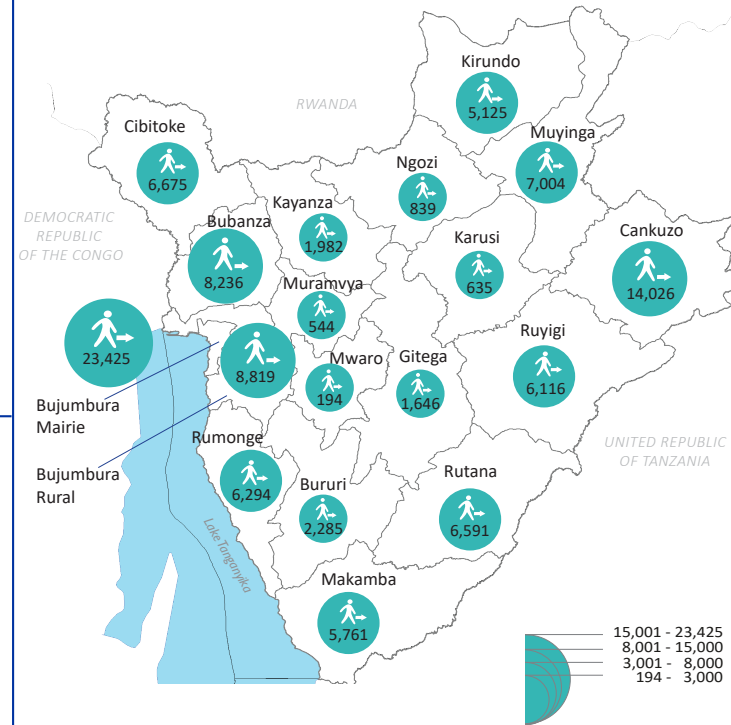 Kirundo
5,125
RWANDA
Cibitoke
6,675
Muyinga
7,004
Ngozi
839
Kayanza
1,982
DEMOCRATIC
REPUBLIC
OF THE CONGO
Bubanza
8,236
Karusi
635
Cankuzo
14,026
Muramvya
544
23,425
8,819
Mwaro
194
Gitega
1,646
Ruyigi
6,116
Bujumbura
Mairie
Bujumbura
Rural
Rumonge
6,294
UNITED REPUBLIC
OF TANZANIA
Bururi
2,285
Rutana
6,591
Lake Tanganyika
Makamba
5,761
15,001 - 23,425
8,001 - 15,000
3,001 - 8,000
194 - 3,000